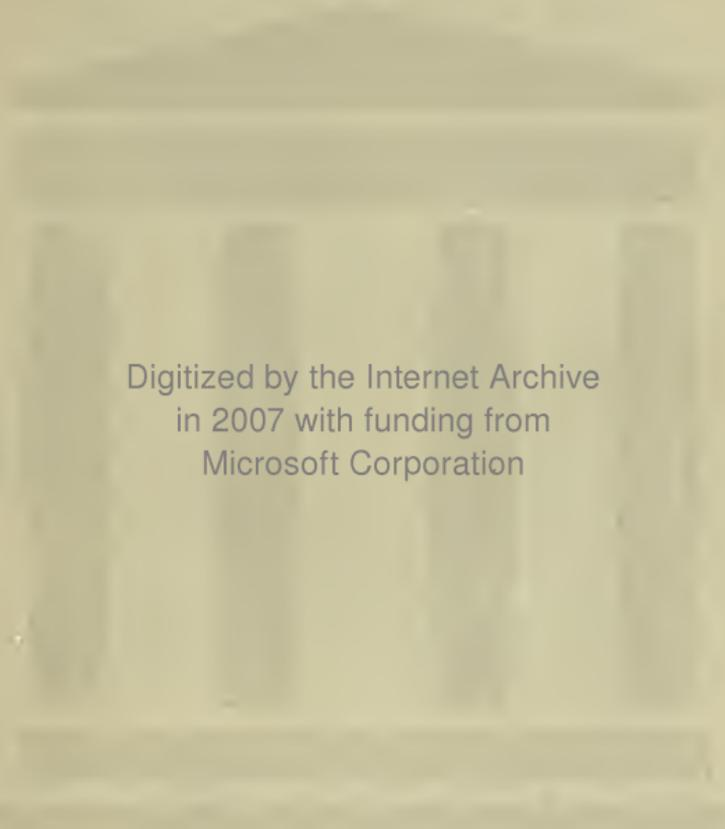 Digitized by the Internet Archive
in 2007 with funding from
Microsoft Corporation